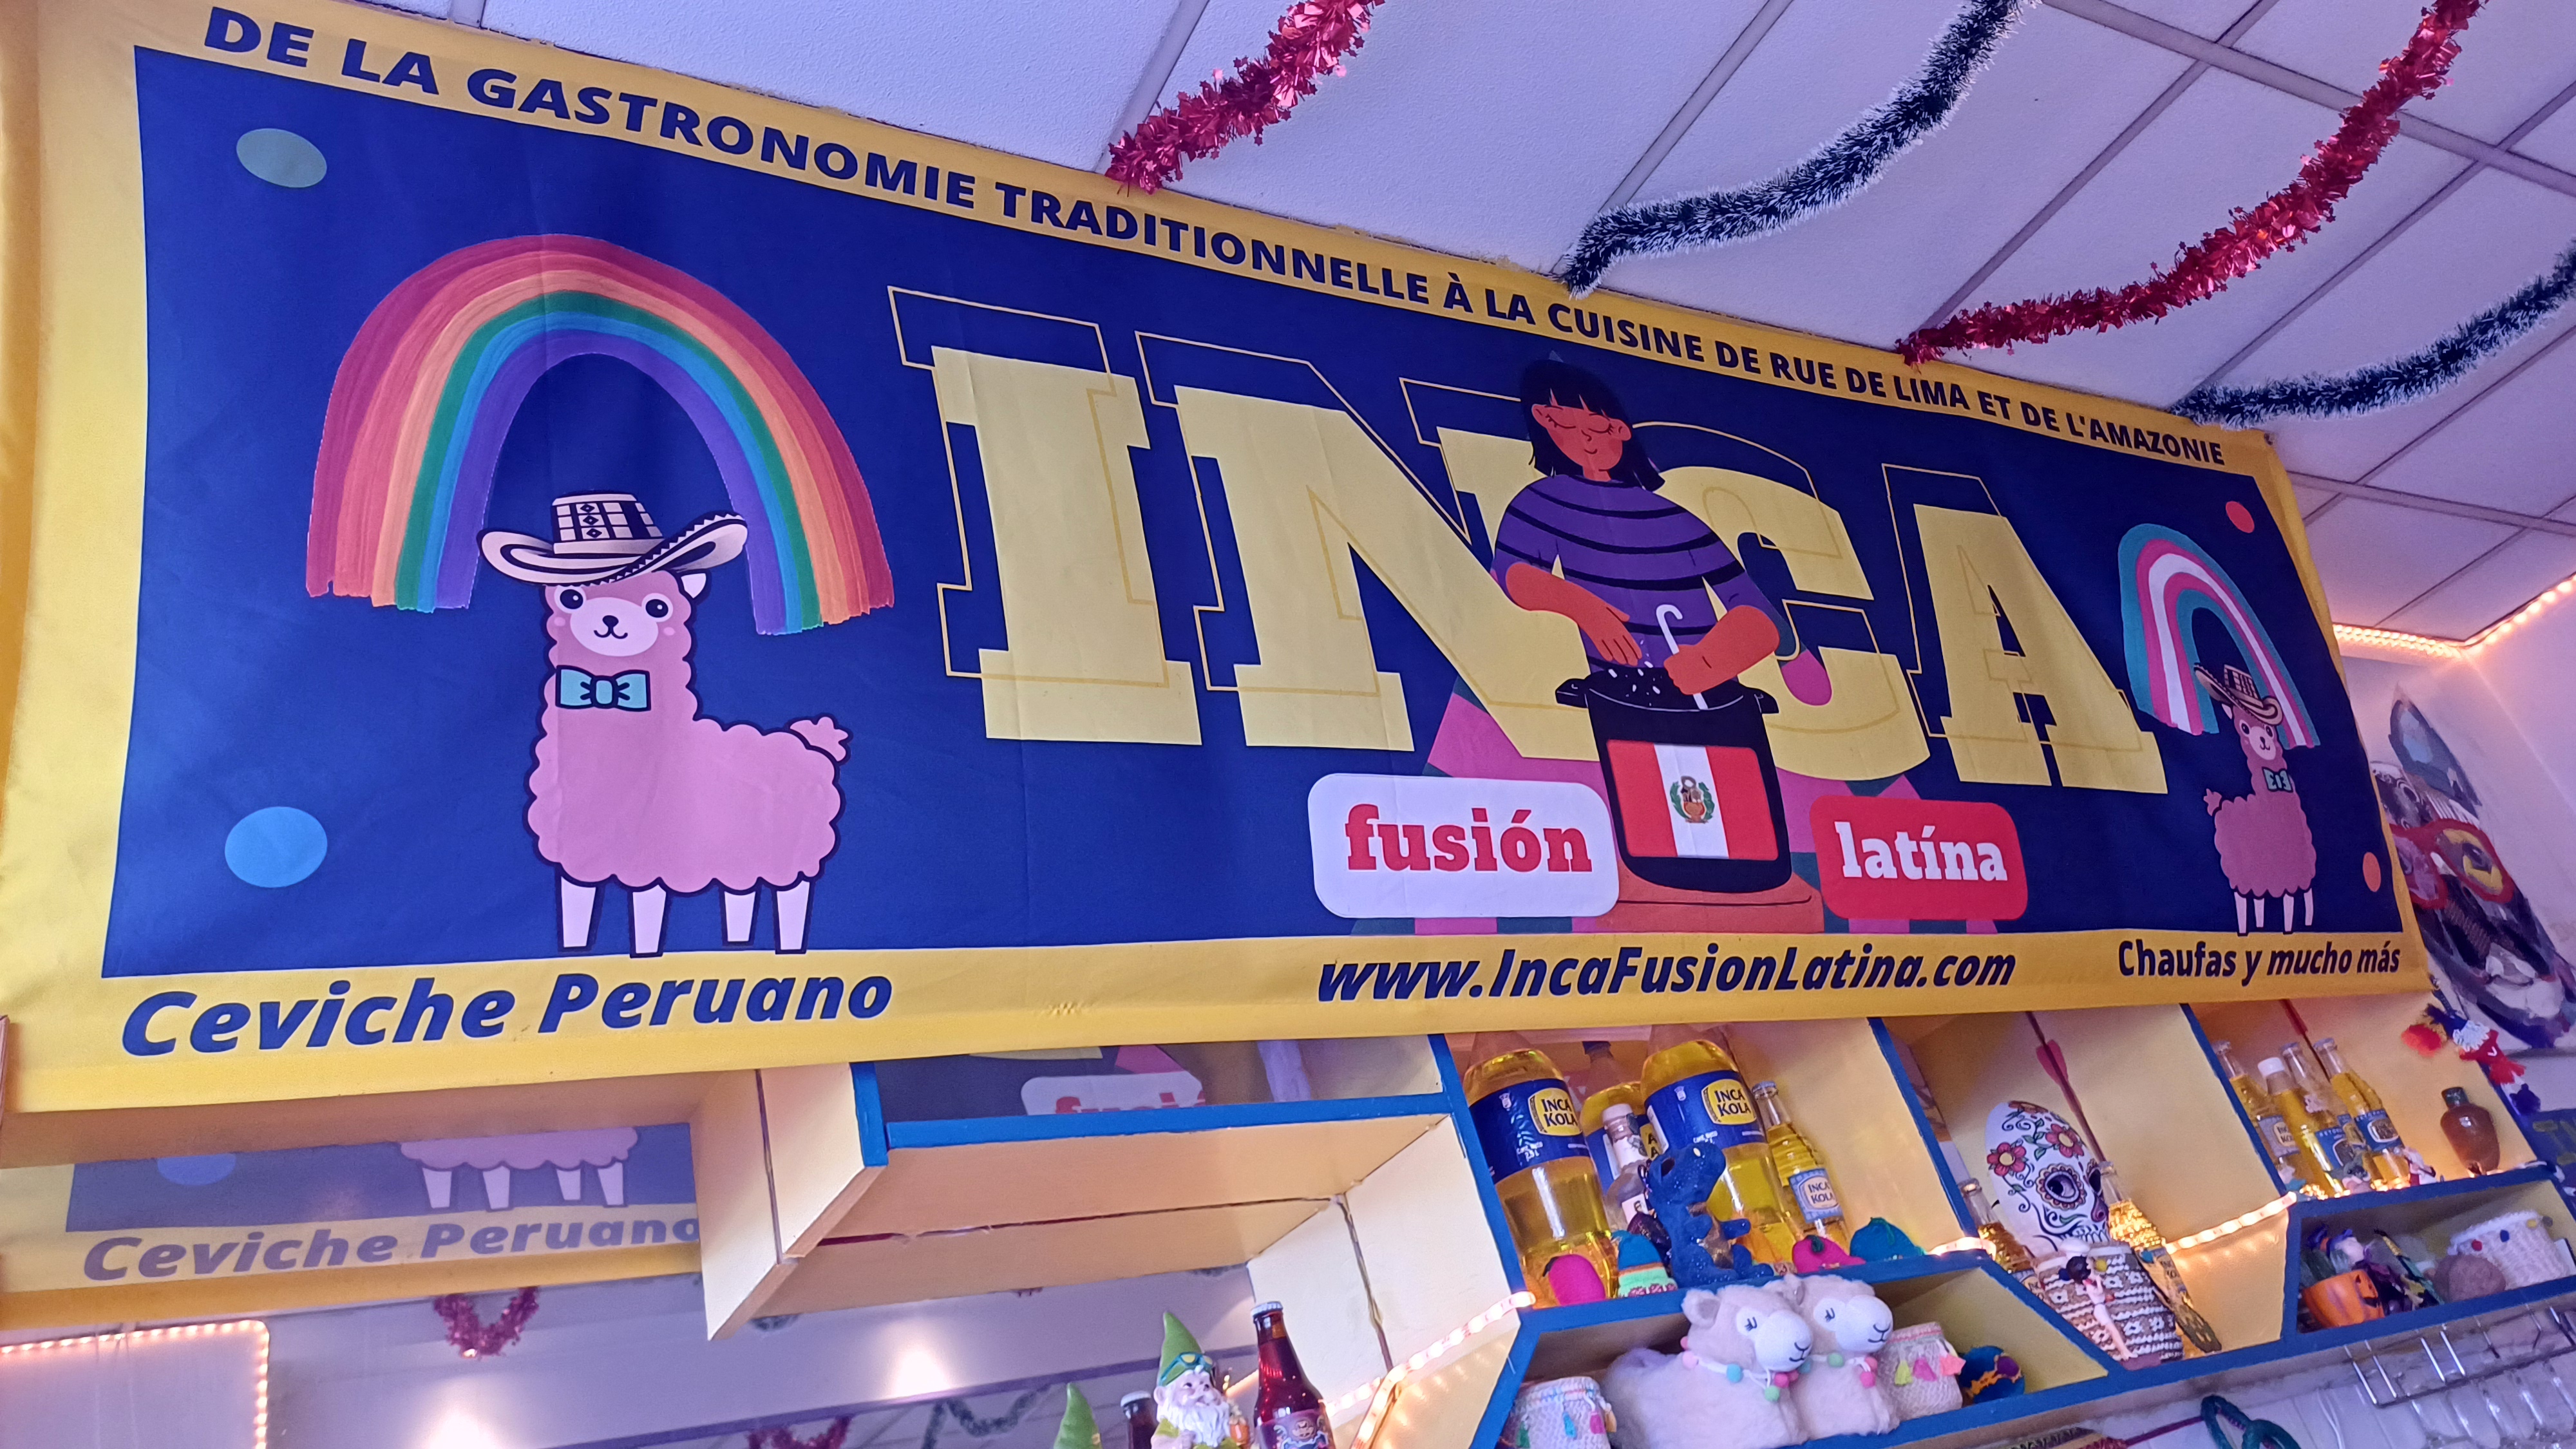 DE LA GASTRONOMIE TRADITIONNELLE À LA CUISINE DE RUE DE LIMA ET DE L'AMAZONIE
INCA
fusión
latína
Ceviche Peruano
www.IncaFusionLatina.com
Chaufas y mucho más
INCA
KOLA
INCA
KOLA
INCA
KOLA
Ceviche Peruano